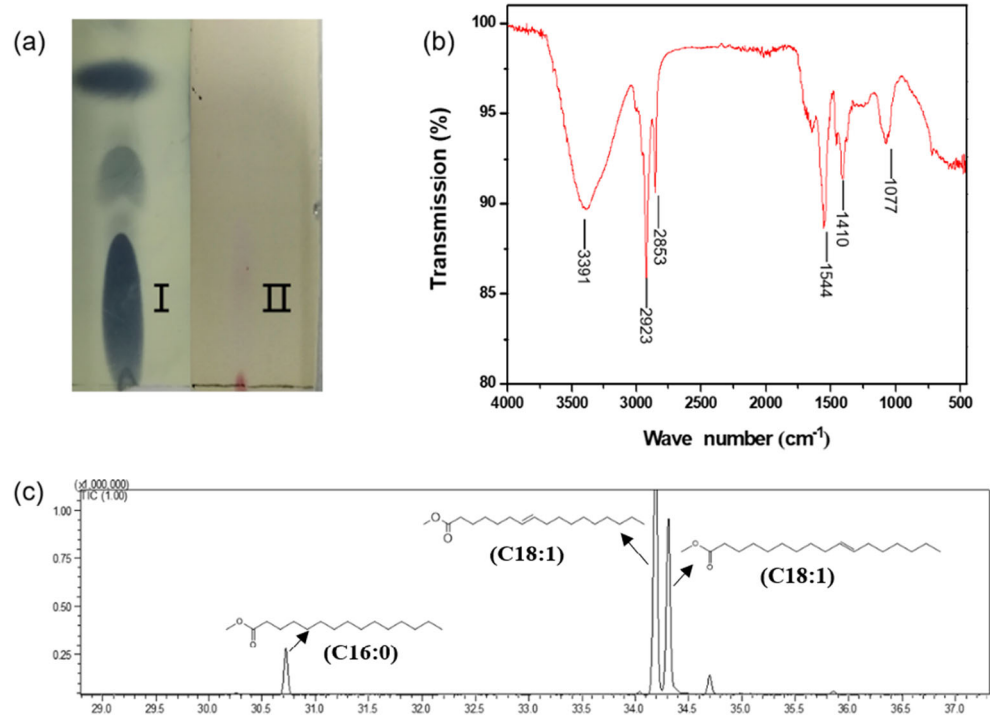 (a)
I
II
(b)
Transmission (%)
100
95
90
85
80
3391
2923
2853
1544
1410
1077
4000
3500
3000
2500
2000
1500
1000
500
Wave number (cm-1)
(c)
(x1,000,000)
TIC (1.00)
1.00
0.75
0.50
0.25
O
O
(C16:0)
O
O
(C18:1)
O
O
(C18:1)
29.0
29.5
30.0
30.5
31.0
31.5
32.0
32.5
33.0
33.5
34.0
34.5
35.0
35.5
36.0
36.5
37.0